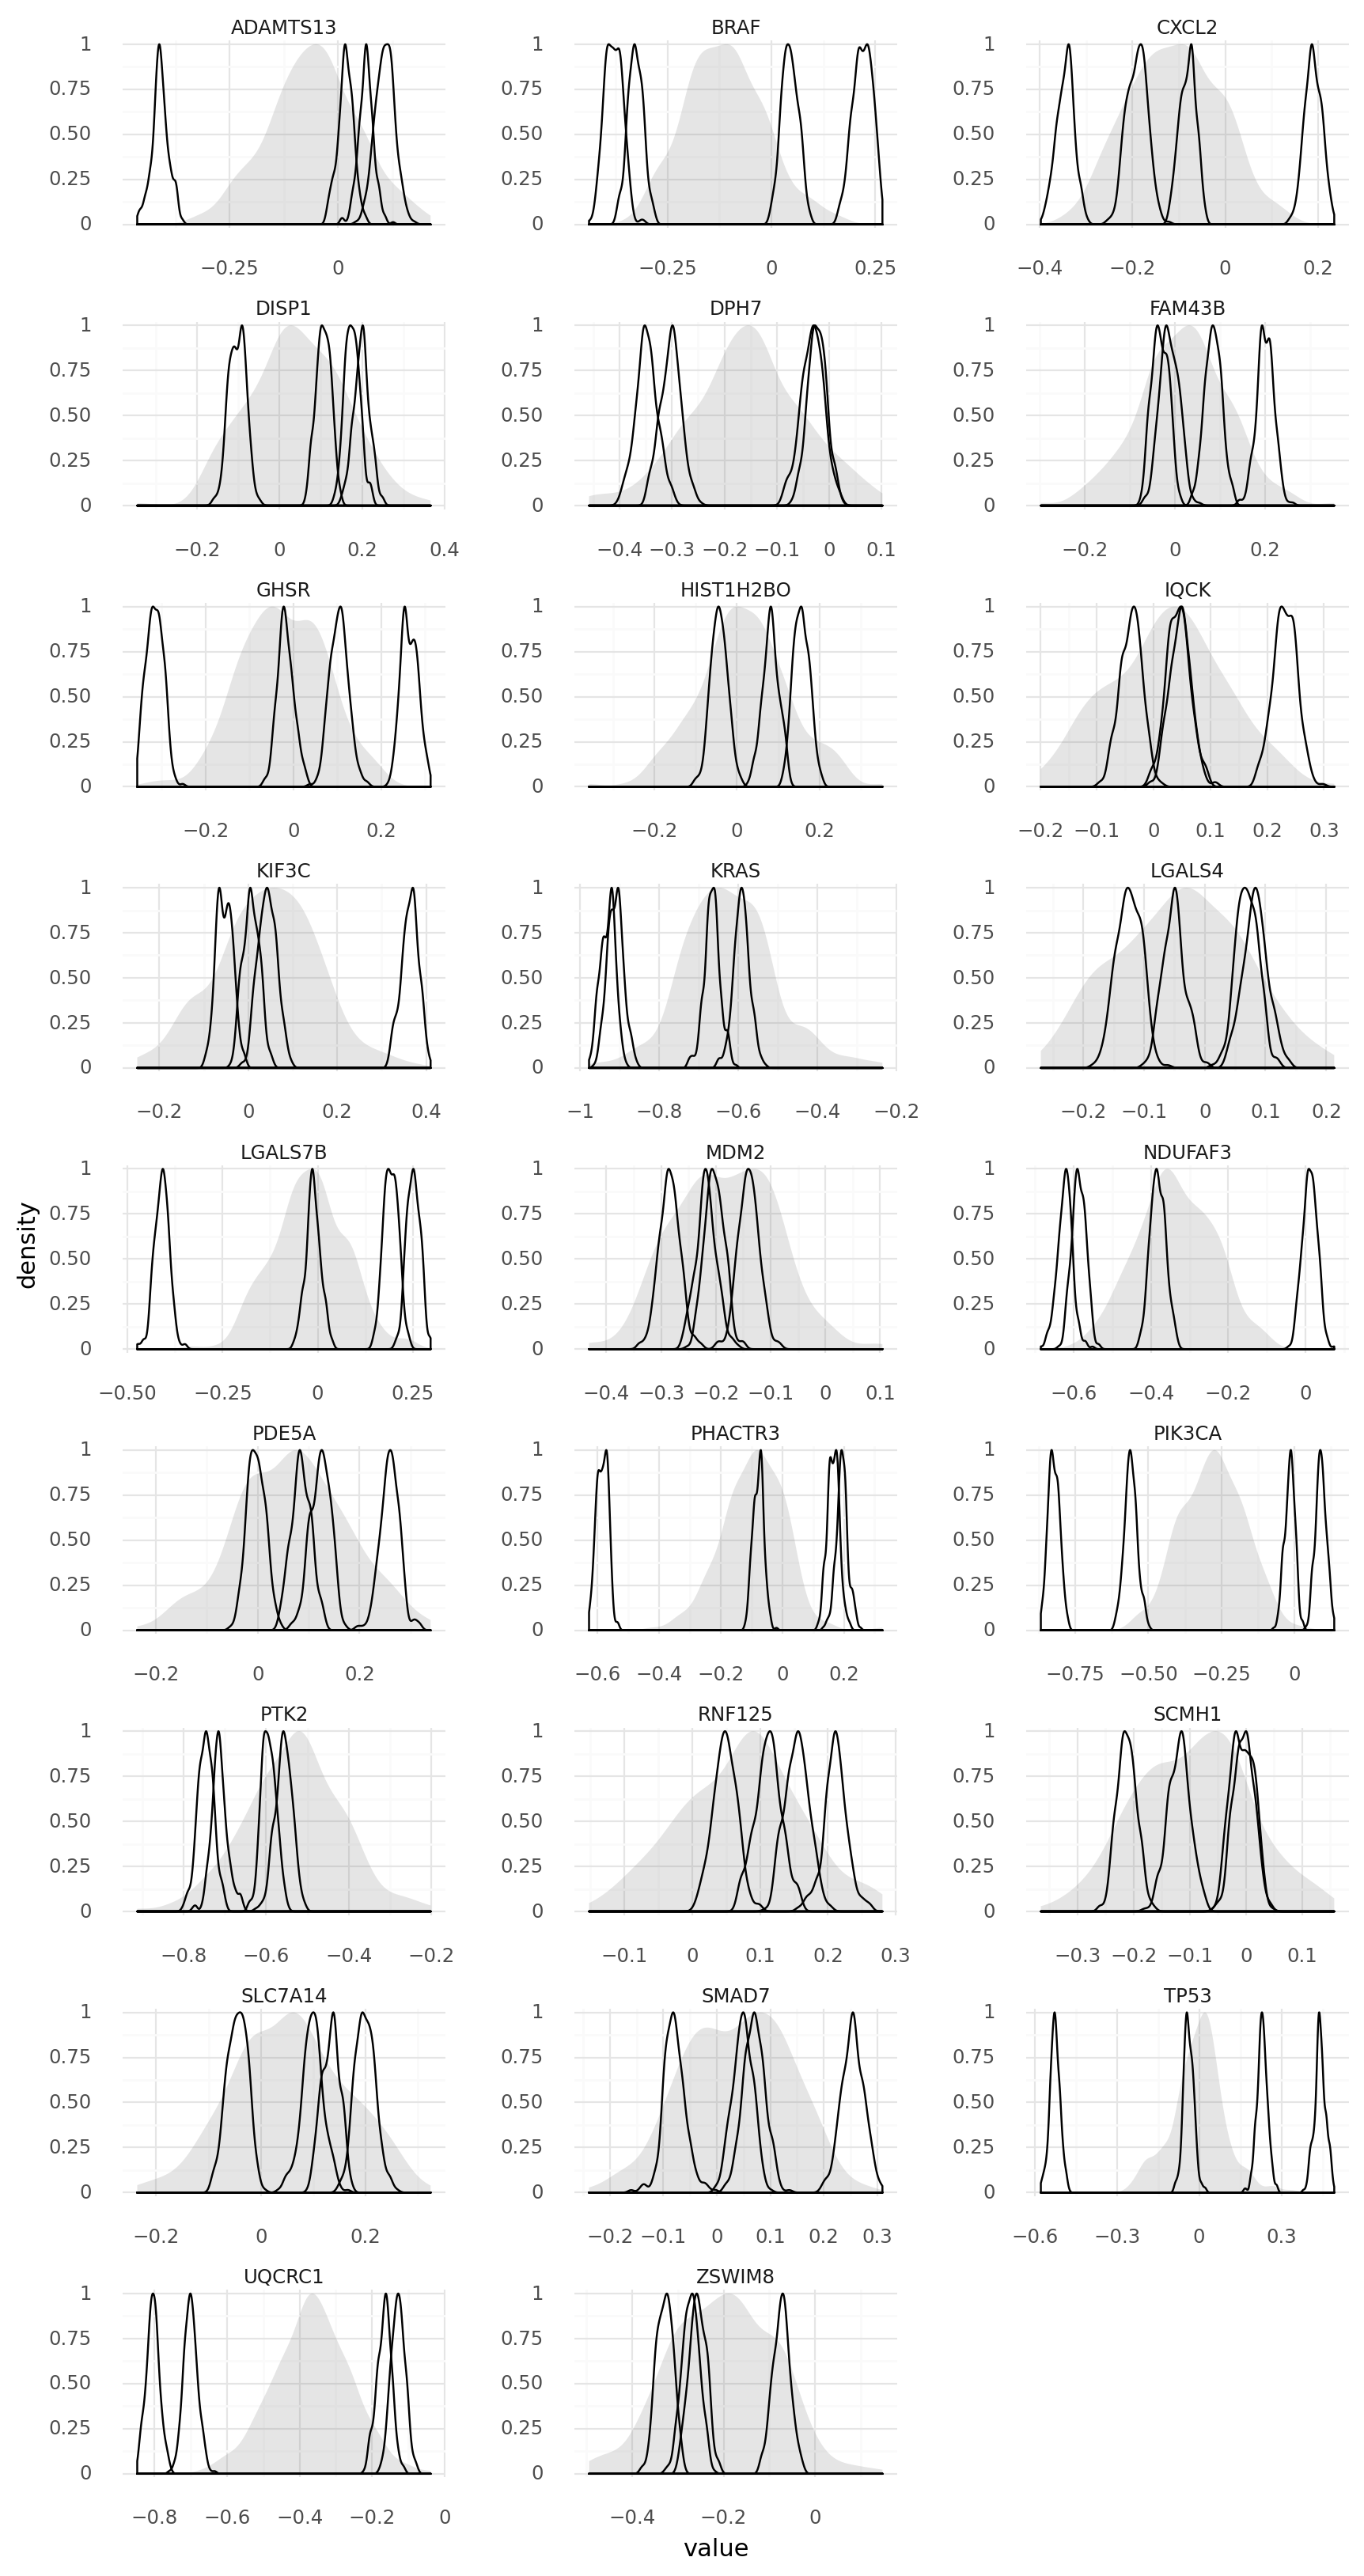 ADAMTS13 BRAF CXCL2
1 1 1
0.75 0.75 0.75
0.50 0.50 0.50
0.25 0.25 0.25
0 0 0
−0.25 0 −0.25 0 0.25 −0.4 −0.2 0 0.2
DISP1 DPH7 FAM43B
1 1 1
0.75 0.75 0.75
0.50 0.50 0.50
0.25 0.25 0.25
0 0 0
−0.2 0 0.2 0.4 −0.4 −0.3 −0.2 −0.1 0 0.1 −0.2 0 0.2
GHSR HIST1H2BO IQCK
1 1 1
0.75 0.75 0.75
0.50 0.50 0.50
0.25 0.25 0.25
0 0 0
−0.2 0 0.2 −0.2 0 0.2 −0.2 −0.1 0 0.1 0.2 0.3
KIF3C KRAS LGALS4
1 1 1
0.75 0.75 0.75
0.50 0.50 0.50
0.25 0.25 0.25
0 0 0
−0.2 0 0.2 0.4 −1 −0.8 −0.6 −0.4 −0.2 −0.2 −0.1 0 0.1 0.2
LGALS7B MDM2 NDUFAF3
1 1 1
0.75 0.75 0.75
density
0.50 0.50 0.50
0.25 0.25 0.25
0 0 0
−0.50 −0.25 0 0.25 −0.4 −0.3 −0.2 −0.1 0 0.1 −0.6 −0.4 −0.2 0
PDE5A PHACTR3 PIK3CA
1 1 1
0.75 0.75 0.75
0.50 0.50 0.50
0.25 0.25 0.25
0 0 0
−0.2 0 0.2 −0.6 −0.4 −0.2 0 0.2 −0.75 −0.50 −0.25 0
PTK2 RNF125 SCMH1
1 1 1
0.75 0.75 0.75
0.50 0.50 0.50
0.25 0.25 0.25
0 0 0
−0.8 −0.6 −0.4 −0.2 −0.1 0 0.1 0.2 0.3 −0.3 −0.2 −0.1 0 0.1
SLC7A14 SMAD7 TP53
1 1 1
0.75 0.75 0.75
0.50 0.50 0.50
0.25 0.25 0.25
0 0 0
−0.2 0 0.2 −0.2 −0.1 0 0.1 0.2 0.3 −0.6 −0.3 0 0.3
UQCRC1 ZSWIM8
1 1
0.75 0.75
0.50 0.50
0.25 0.25
0 0
−0.8 −0.6 −0.4 −0.2 0 −0.4 −0.2 0
value